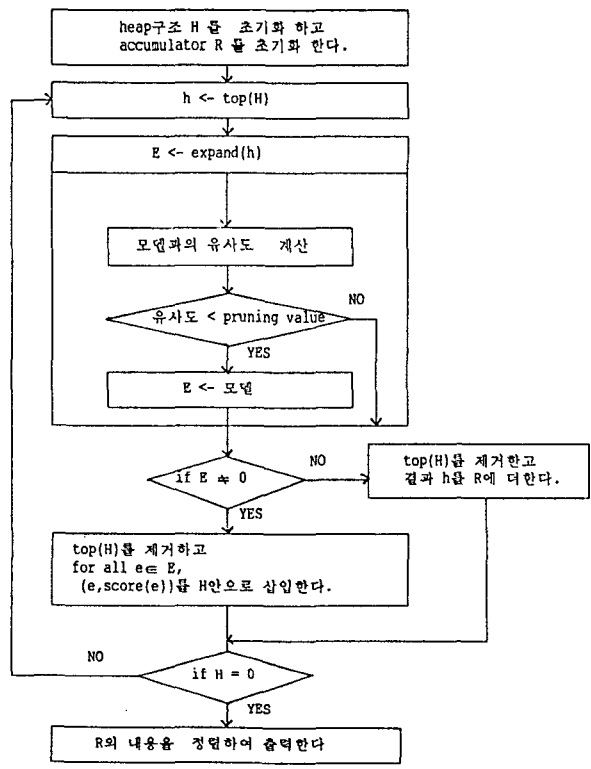 heap구조 H 를 초기화 하고
accumulator R 를 초기화 한다.
h <- top(H)
E <- expand(h)
모델과의 유사도 계산
유사도 < pruning value
NO
YES
E <- 모델
if E ≠ 0
NO
top(H)를 제거한고
결과 h를 R에 더한다.
YES
top(H)를 제거하고
for all e∈ E,
(e,score(e))를 H안으로 삽입한다.
NO
if H = 0
YES
R의 내용을 정렬하여 출력한다